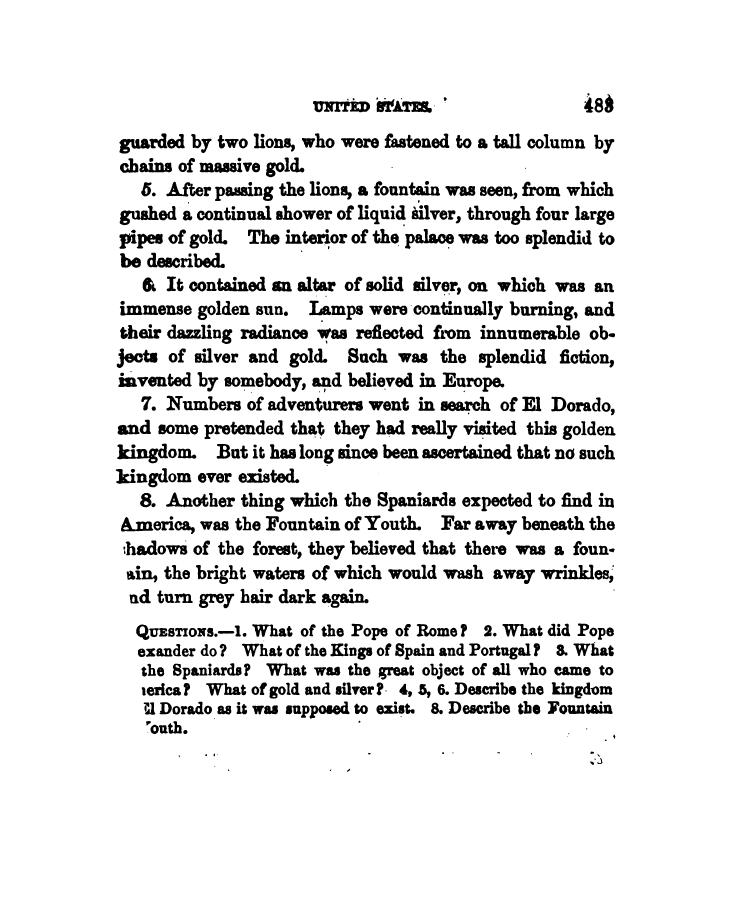 UNITED STATES. 483
guarded by two lions, who were fastened to a tall column by
chains of massive gold.
5. After passing the lions, a fountain was seen, from which
gushed a continual shower of liquid silver, through four large
pipes of gold. The interior of the palace was too splendid to
be described.
6. It contained an altar of solid silver, on which was an
immense golden sun. Lamps were continually burning, and
their dazzling radiance was reflected from innumerable ob-
jects of silver and gold. Such was the splendid fiction,
invented by somebody, and believed in Europe.
7. Numbers of adventurers went in search of El Dorado,
and some pretended that they had really visited this golden
kingdom. But it has long since been ascertained that no such
kingdom ever existed.
8. Another thing which the Spaniards expected to find in
America, was the Fountain of Youth. Far away beneath the
hadows of the forest, they believed that there was a foun-
ain, the bright waters of which would wash away wrinkles,
nd turn grey hair dark again.
QUESTIONS.—1. What of the Pope of Rome? 2. What did Pope
exander do? What of the Kings of Spain and Portugal? 3. What
the Spaniards? What was the great object of all who came to
erica? What of gold and silver? 4, 5, 6. Describe the kingdom
El Dorado as it was supposed to exist. 8. Describe the Fountain
outh.